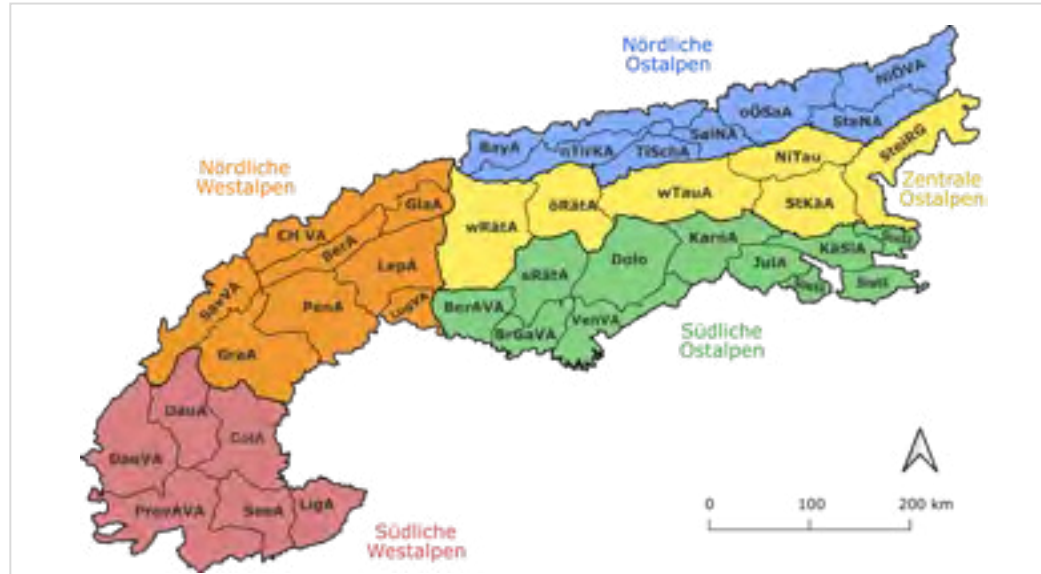 Nördliche
Ostalpen
NiÖVA
oÖSaA
StaNA
SalNA
BayA
nTirKA
TiSchA
SteiRG
NiTau
Nördliche
Westalpen
Zentrale
Ostalpen
GlaA
wRätA
öRätA
wTauA
StKäA
CH VA
BerA
LepA
KarnA
KäSlA
sRätA
Dolo
JulA
SavVA
PenA
LugVA
BerAVA
BrGaVA
VenVA
Südliche
Ostalpen
GraA
DauA
CotA
DauVA
ProvAVA
SeeA
LigA
0 100 200 km
Südliche
Westalpen